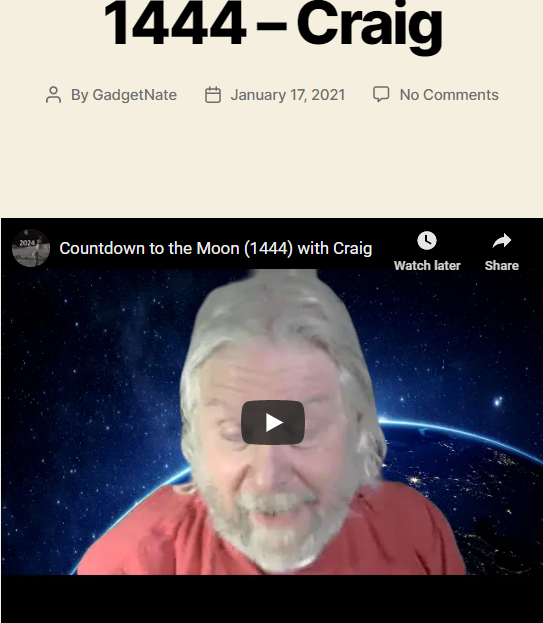 1444 – Craig
By GadgetNate January 17, 2021 No Comments
2024
Countdown to the Moon (1444) with Craig
Watch later Share